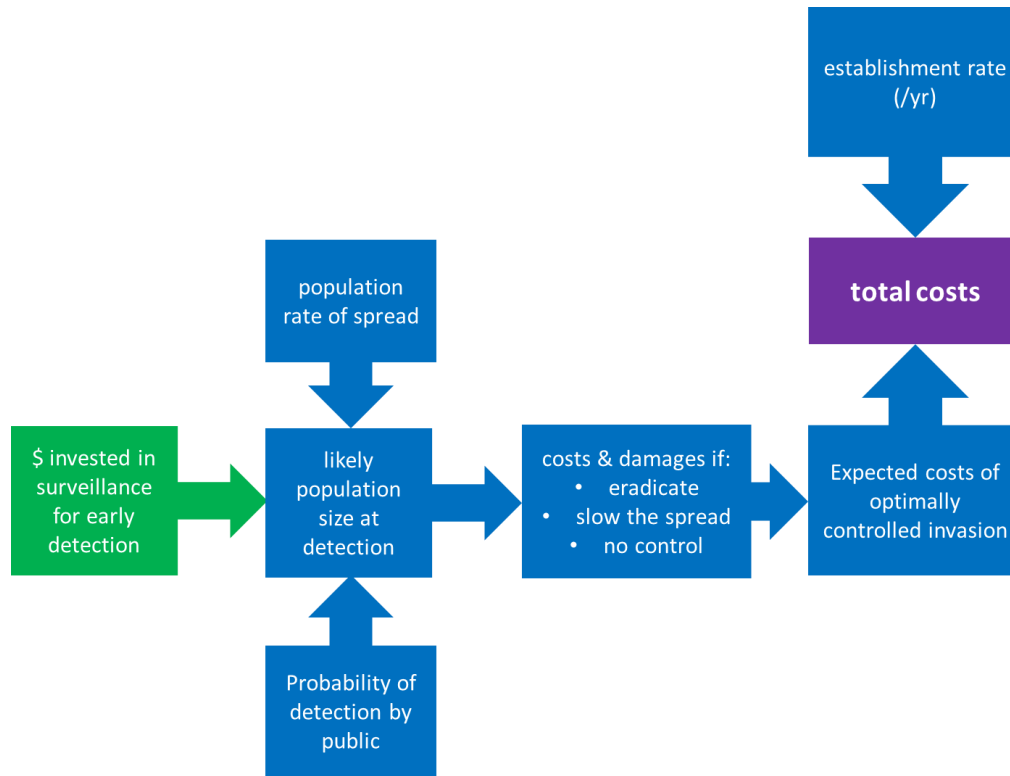 establishment rate
(/yr)
total costs
population
rate of spread
$ invested in
surveillance
for early
detection
likely
population
size at
detection
costs & damages if:
• eradicate
• slow the spread
• no control
Expected costs of
optimally
controlled invasion
Probability of
detection by
public